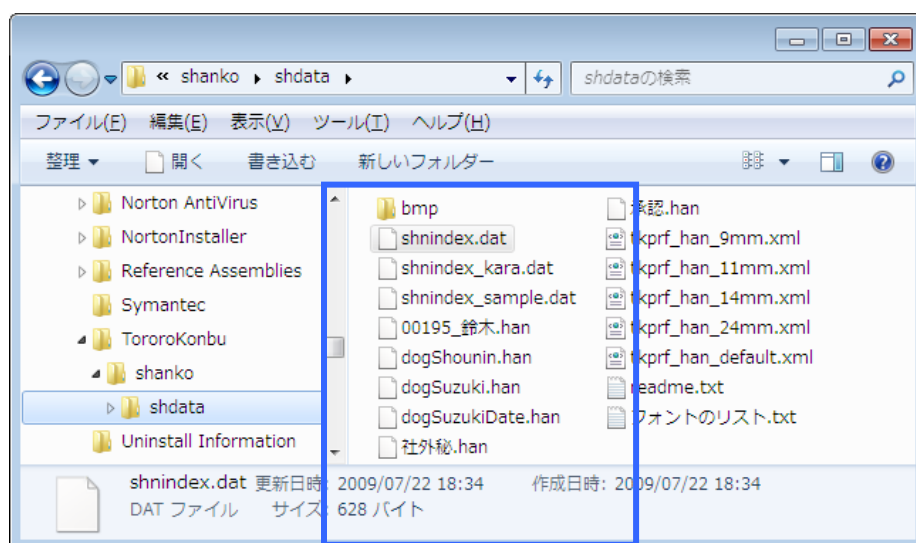 « shanko ▸ shdata ▸
shdataの検索
ファイル(F) 編集(E) 表示(V) ツール(T) ヘルプ(H)
整理 ▼ 開く 書き込む 新しいフォルダー
Norton AntiVirus
NortonInstaller
Reference Assemblies
Symantec
TororoKonbu
shanko
shdata
Uninstall Information
bmp
shnindex.dat
shnindex_kara.dat
shnindex_sample.dat
00195_鈴木.han
dogShounin.han
dogSuzuki.han
dogSuzukiDate.han
社外秘.han
承認.han
tkprf_han_9mm.xml
tkprf_han_11mm.xml
tkprf_han_14mm.xml
tkprf_han_24mm.xml
tkprf_han_default.xml
readme.txt
フォントのリスト.txt
shnindex.dat 更新日時: 2009/07/22 18:34 作成日時: 2009/07/22 18:34
DAT ファイル サイズ: 628 バイト